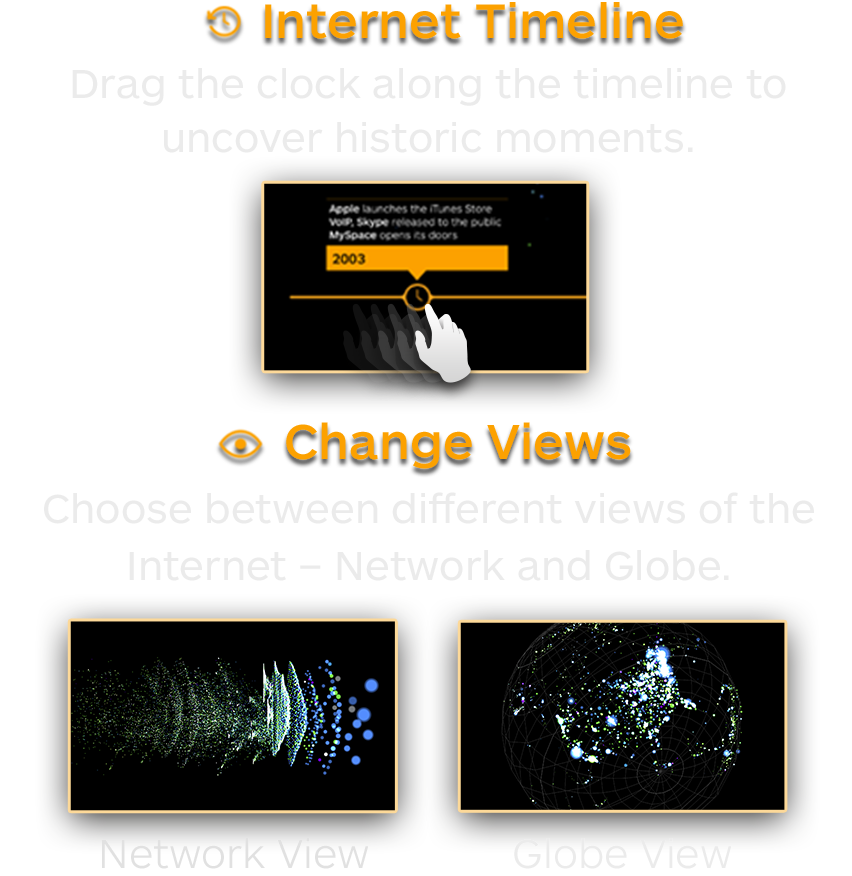 Internet Timeline
Drag the clock along the timeline to
uncover historic moments.
Apple launches the iTunes Store
VoIP, Skype released to the public
MySpace opens its doors
2003
Change Views
Choose between different views of the
Internet – Network and Globe.
Network View
Globe View